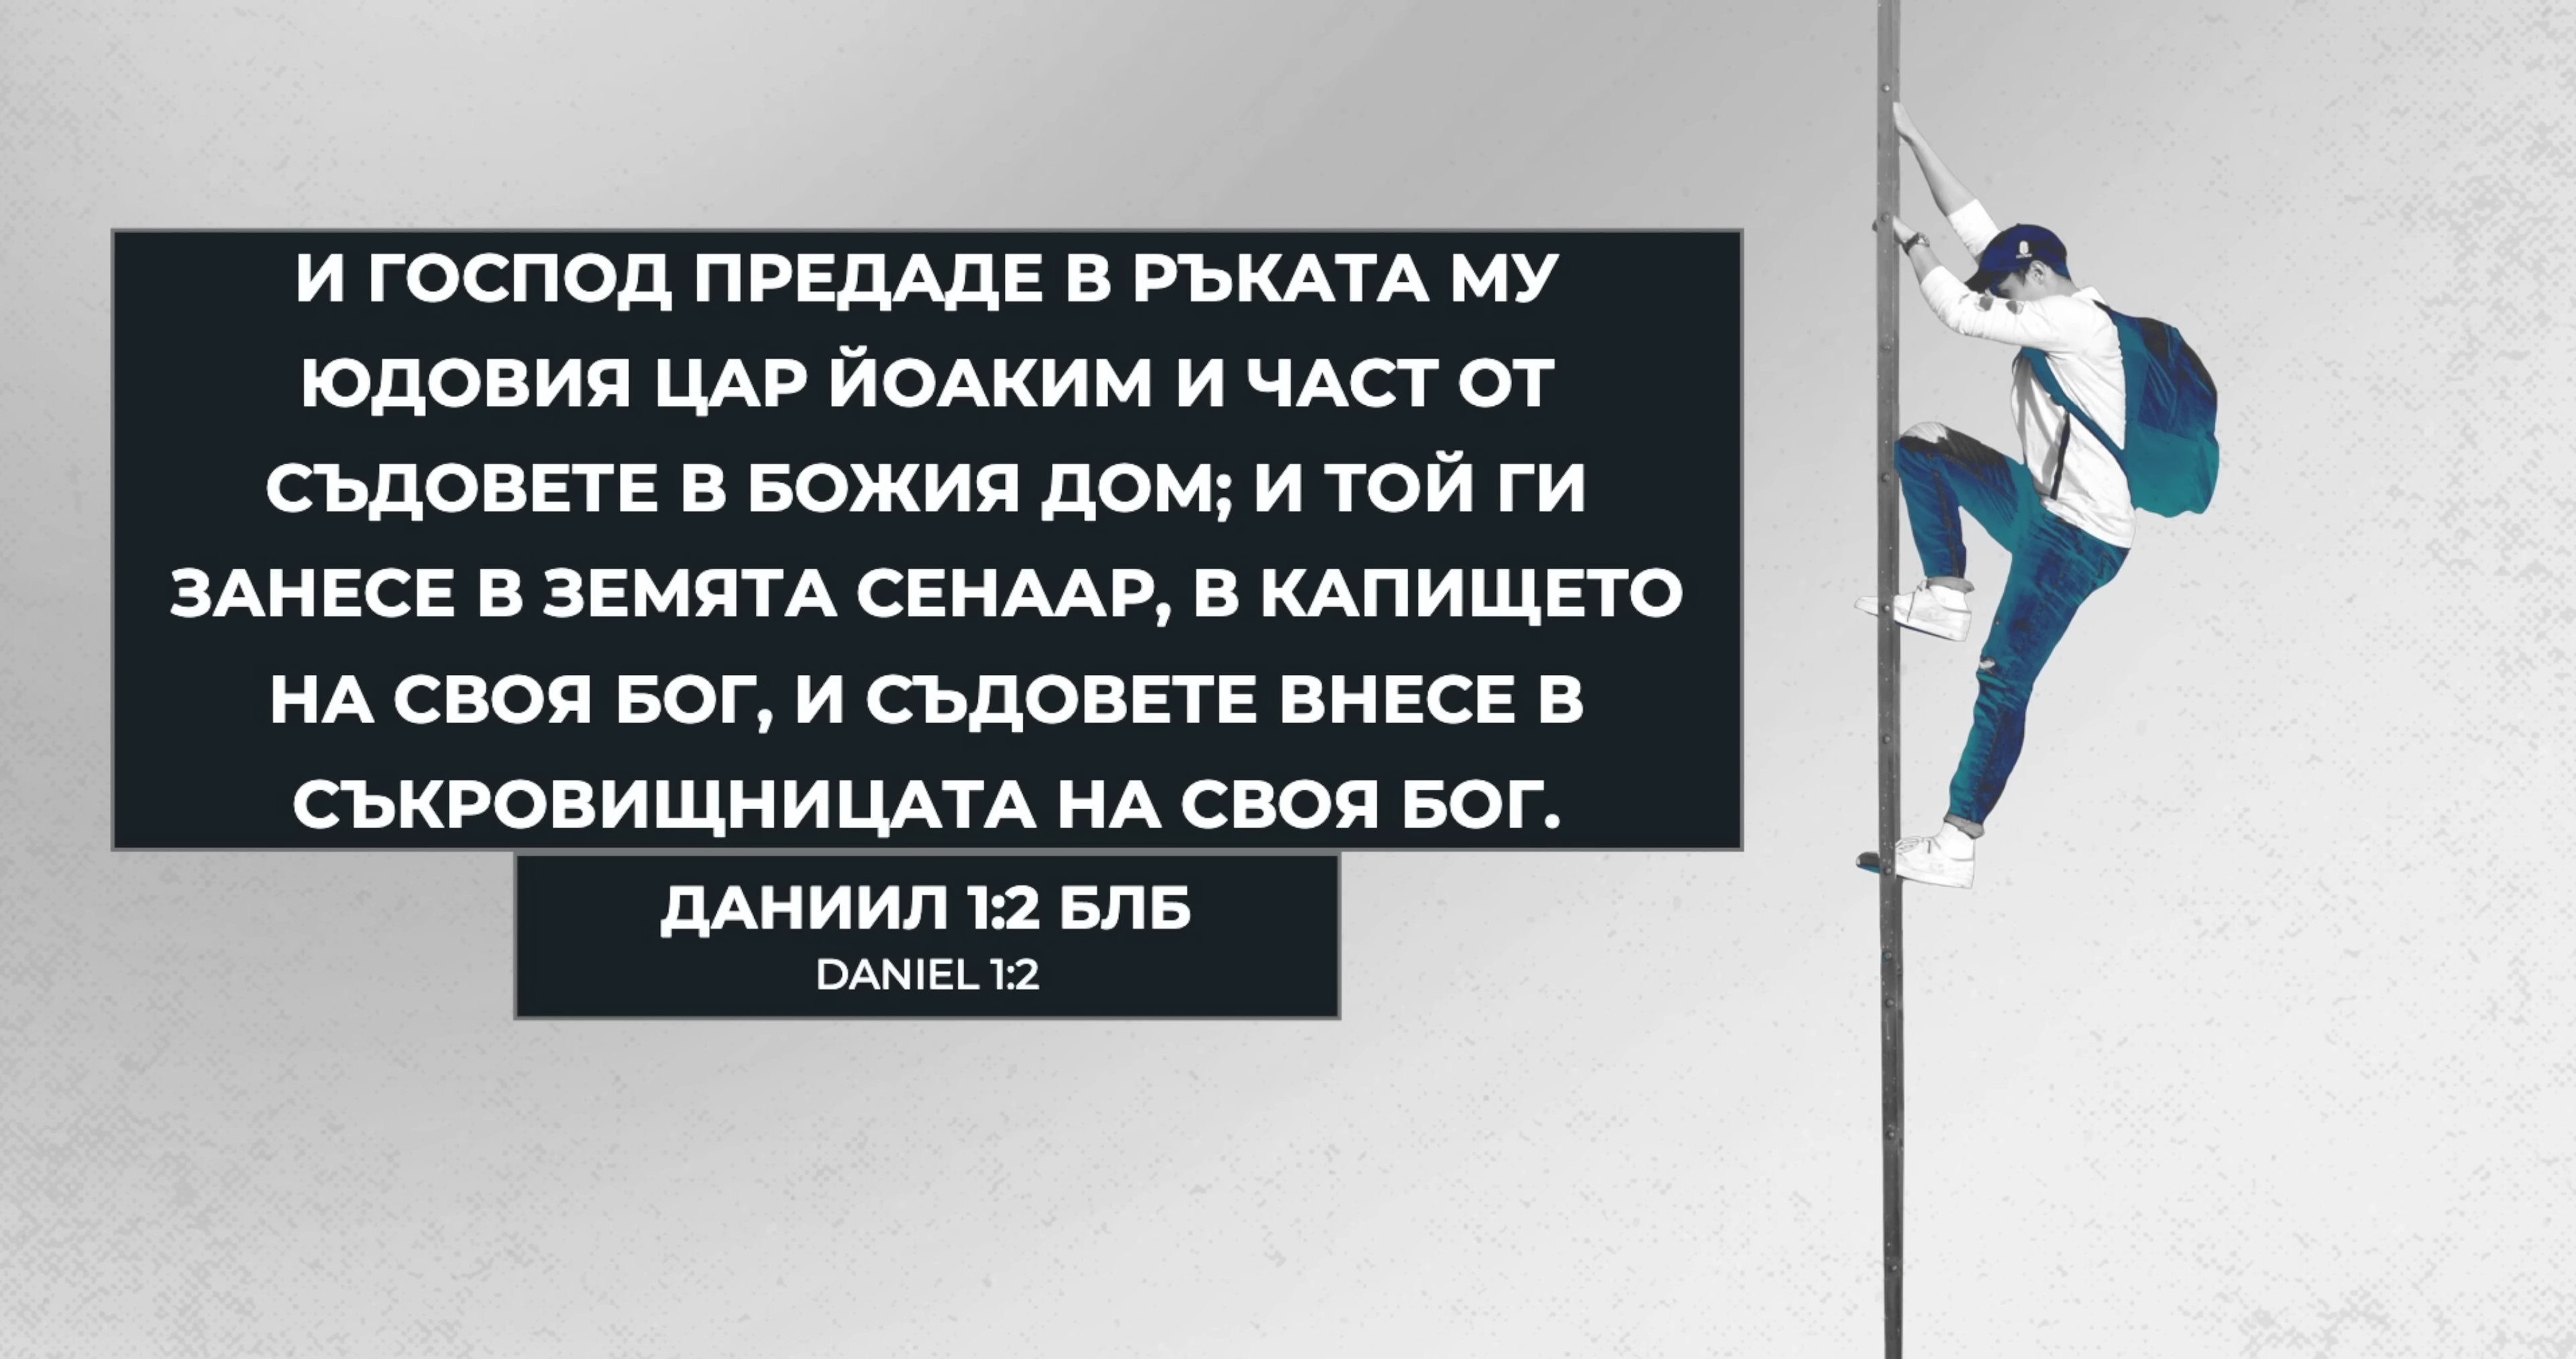 И ГОСПОД ПРЕДАДЕ В РЪКАТА МУ
ЮДОВИЯ ЦАР ЙОАКИМ И ЧАСТ ОТ
СЪДОВЕТЕ В БОЖИЯ ДОМ; И ТОЙ ГИ
ЗАНЕСЕ В ЗЕМЯТА СЕНААР, В КАПИЩЕТО
НА СВОЯ БОГ, И СЪДОВЕТЕ ВНЕСЕ В
СЪКРОВИЩНИЦАТА НА СВОЯ БОГ.
ДАНИИЛ 1:2 БЛБ
DANIEL 1:2